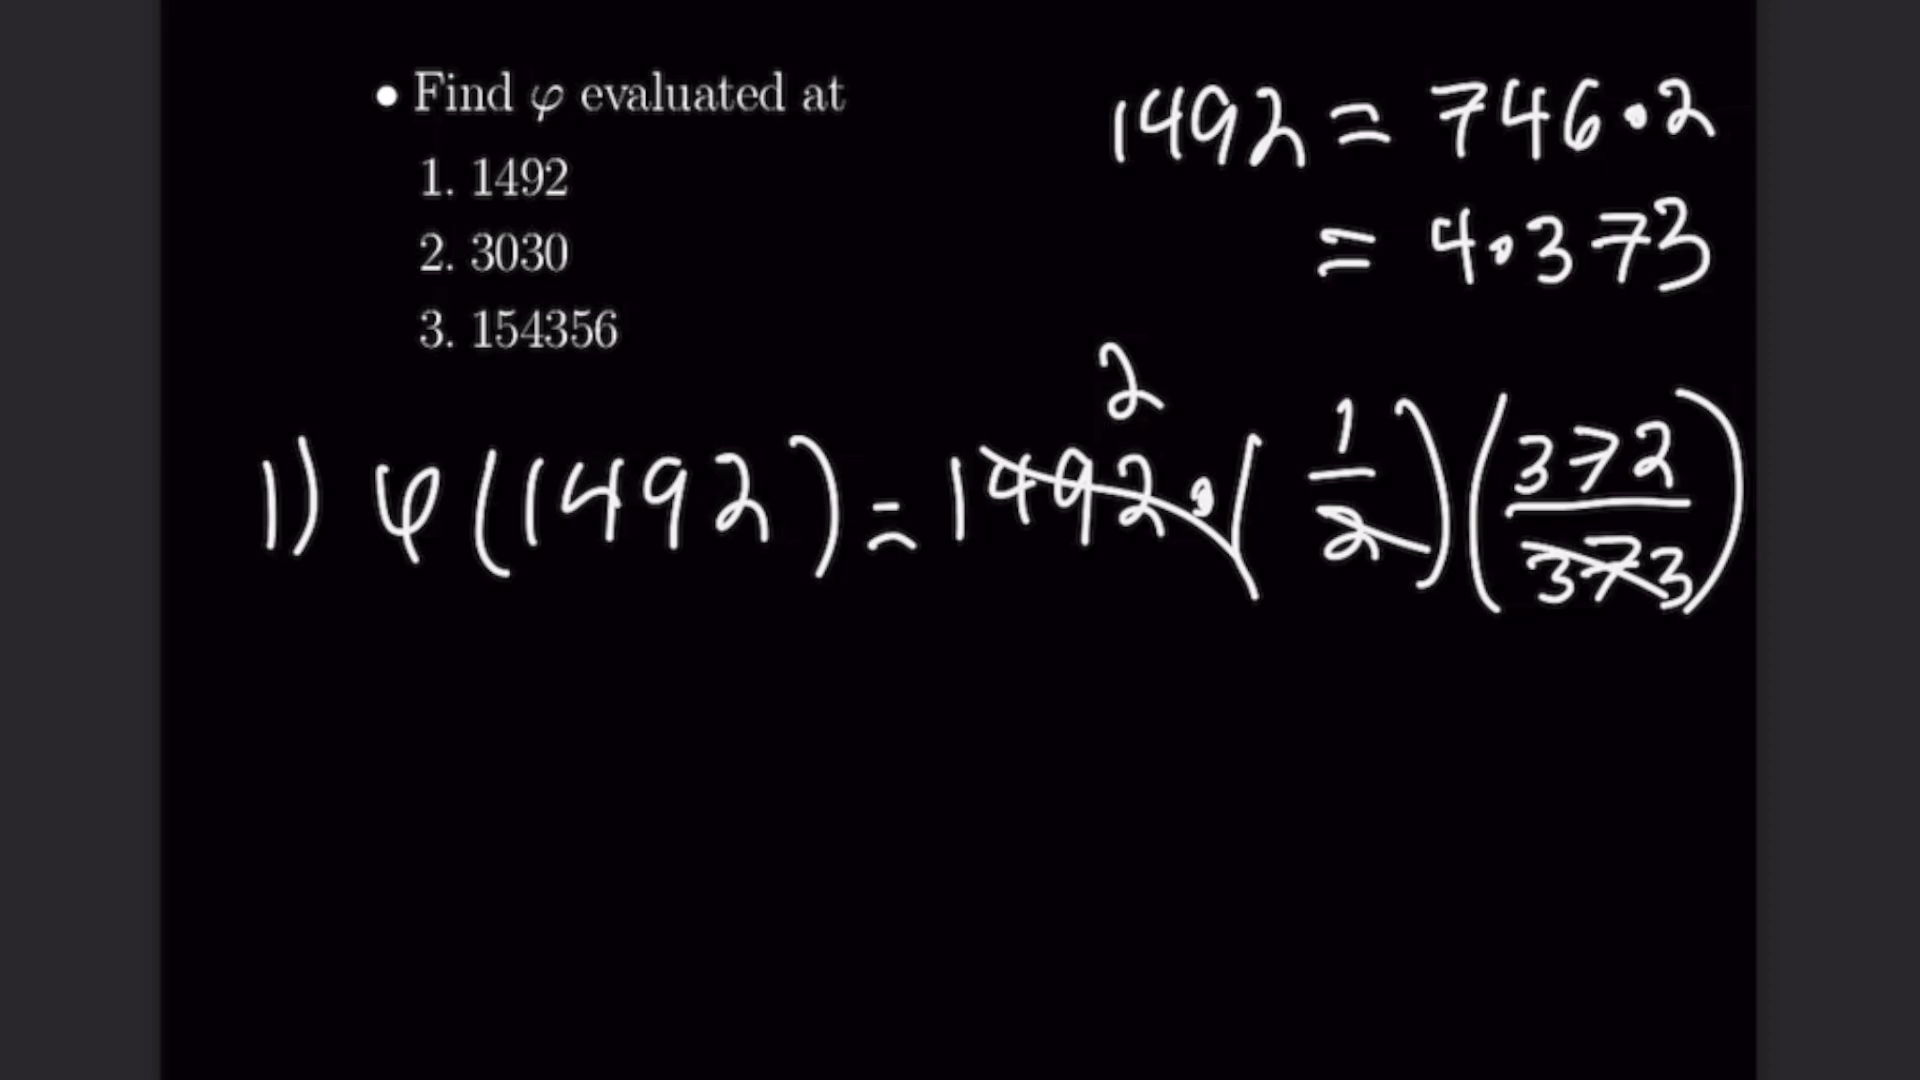 • Find φ evaluated at
1. 1492
2. 3030
3. 154356
1492 = 746·2
= 4·373
2
1) φ(1492) = 1492·(1/2)(372/373)